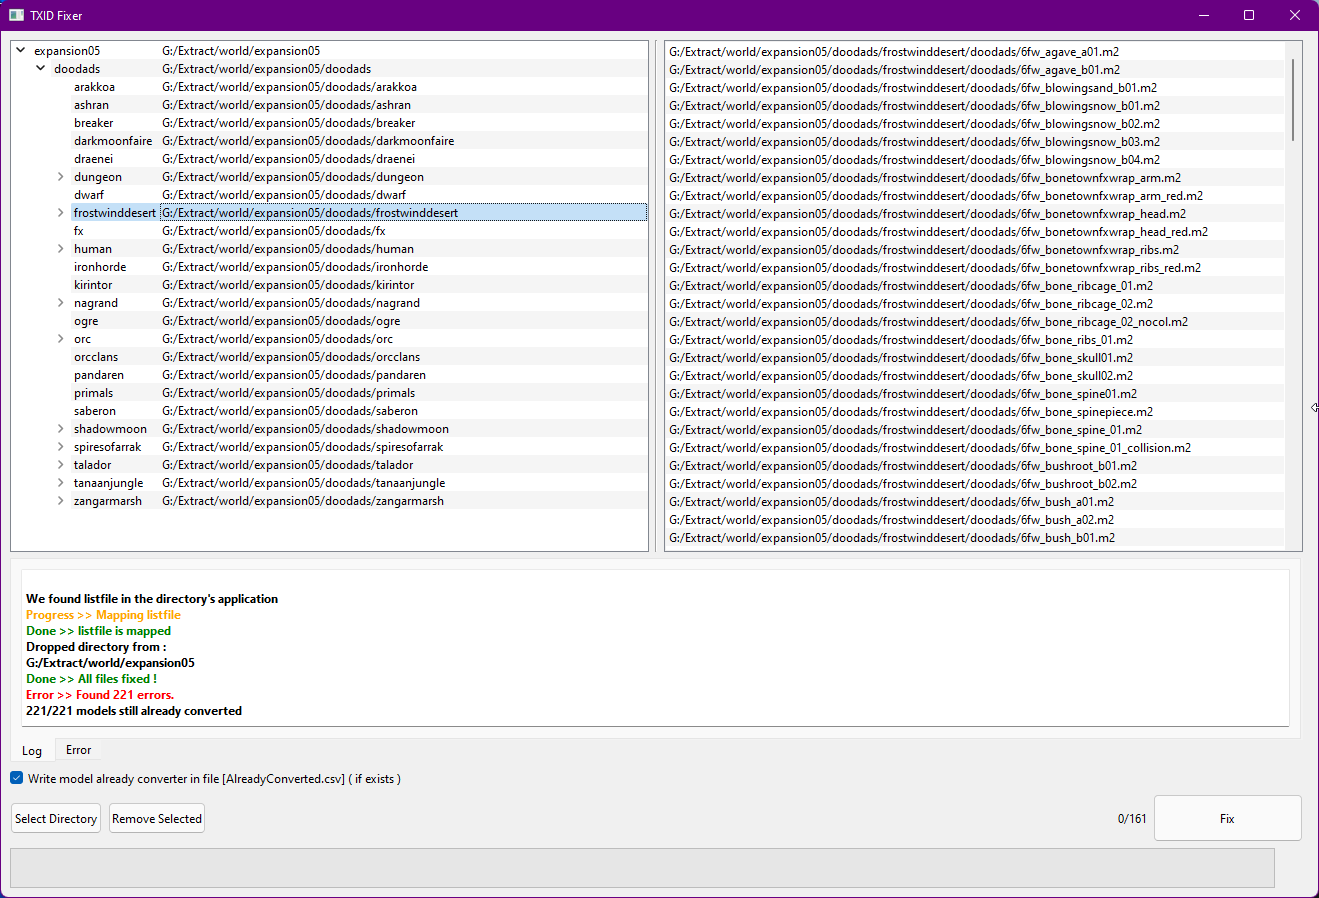 TXID Fixer
expansion05 G:/Extract/world/expansion05
doodads G:/Extract/world/expansion05/doodads
arakkoa G:/Extract/world/expansion05/doodads/arakkoa
ashran G:/Extract/world/expansion05/doodads/ashran
breaker G:/Extract/world/expansion05/doodads/breaker
darkmoonfaire G:/Extract/world/expansion05/doodads/darkmoonfaire
draenei G:/Extract/world/expansion05/doodads/draenei
dungeon G:/Extract/world/expansion05/doodads/dungeon
dwarf G:/Extract/world/expansion05/doodads/dwarf
frostwinddesert G:/Extract/world/expansion05/doodads/frostwinddesert
fx G:/Extract/world/expansion05/doodads/fx
human G:/Extract/world/expansion05/doodads/human
ironhorde G:/Extract/world/expansion05/doodads/ironhorde
kirintor G:/Extract/world/expansion05/doodads/kirintor
nagrand G:/Extract/world/expansion05/doodads/nagrand
ogre G:/Extract/world/expansion05/doodads/ogre
orc G:/Extract/world/expansion05/doodads/orc
orcclans G:/Extract/world/expansion05/doodads/orcclans
pandaren G:/Extract/world/expansion05/doodads/pandaren
primals G:/Extract/world/expansion05/doodads/primals
saberon G:/Extract/world/expansion05/doodads/saberon
shadowmoon G:/Extract/world/expansion05/doodads/shadowmoon
spiresofarrak G:/Extract/world/expansion05/doodads/spiresofarrak
talador G:/Extract/world/expansion05/doodads/talador
tanaanjungle G:/Extract/world/expansion05/doodads/tanaanjungle
zangarmarsh G:/Extract/world/expansion05/doodads/zangarmarsh
G:/Extract/world/expansion05/doodads/frostwinddesert/doodads/6fw_agave_a01.m2
G:/Extract/world/expansion05/doodads/frostwinddesert/doodads/6fw_agave_b01.m2
G:/Extract/world/expansion05/doodads/frostwinddesert/doodads/6fw_blowingsand_b01.m2
G:/Extract/world/expansion05/doodads/frostwinddesert/doodads/6fw_blowingsnow_b01.m2
G:/Extract/world/expansion05/doodads/frostwinddesert/doodads/6fw_blowingsnow_b02.m2
G:/Extract/world/expansion05/doodads/frostwinddesert/doodads/6fw_blowingsnow_b03.m2
G:/Extract/world/expansion05/doodads/frostwinddesert/doodads/6fw_blowingsnow_b04.m2
G:/Extract/world/expansion05/doodads/frostwinddesert/doodads/6fw_bonetownfxwrap_arm.m2
G:/Extract/world/expansion05/doodads/frostwinddesert/doodads/6fw_bonetownfxwrap_arm_red.m2
G:/Extract/world/expansion05/doodads/frostwinddesert/doodads/6fw_bonetownfxwrap_head.m2
G:/Extract/world/expansion05/doodads/frostwinddesert/doodads/6fw_bonetownfxwrap_head_red.m2
G:/Extract/world/expansion05/doodads/frostwinddesert/doodads/6fw_bonetownfxwrap_ribs.m2
G:/Extract/world/expansion05/doodads/frostwinddesert/doodads/6fw_bonetownfxwrap_ribs_red.m2
G:/Extract/world/expansion05/doodads/frostwinddesert/doodads/6fw_bone_ribcage_01.m2
G:/Extract/world/expansion05/doodads/frostwinddesert/doodads/6fw_bone_ribcage_02.m2
G:/Extract/world/expansion05/doodads/frostwinddesert/doodads/6fw_bone_ribcage_02_nocol.m2
G:/Extract/world/expansion05/doodads/frostwinddesert/doodads/6fw_bone_ribs_01.m2
G:/Extract/world/expansion05/doodads/frostwinddesert/doodads/6fw_bone_skull01.m2
G:/Extract/world/expansion05/doodads/frostwinddesert/doodads/6fw_bone_skull02.m2
G:/Extract/world/expansion05/doodads/frostwinddesert/doodads/6fw_bone_spine01.m2
G:/Extract/world/expansion05/doodads/frostwinddesert/doodads/6fw_bone_spinepiece.m2
G:/Extract/world/expansion05/doodads/frostwinddesert/doodads/6fw_bone_spine_01.m2
G:/Extract/world/expansion05/doodads/frostwinddesert/doodads/6fw_bone_spine_01_collision.m2
G:/Extract/world/expansion05/doodads/frostwinddesert/doodads/6fw_bushroot_b01.m2
G:/Extract/world/expansion05/doodads/frostwinddesert/doodads/6fw_bushroot_b02.m2
G:/Extract/world/expansion05/doodads/frostwinddesert/doodads/6fw_bush_a01.m2
G:/Extract/world/expansion05/doodads/frostwinddesert/doodads/6fw_bush_a02.m2
G:/Extract/world/expansion05/doodads/frostwinddesert/doodads/6fw_bush_b01.m2
We found listfile in the directory's application
Progress >> Mapping listfile
Done >> listfile is mapped
Dropped directory from :
G:/Extract/world/expansion05
Done >> All files fixed !
Error >> Found 221 errors.
221/221 models still already converted
Log Error
Write model already converter in file [AlreadyConverted.csv] ( if exists )
Select Directory Remove Selected 0/161 Fix